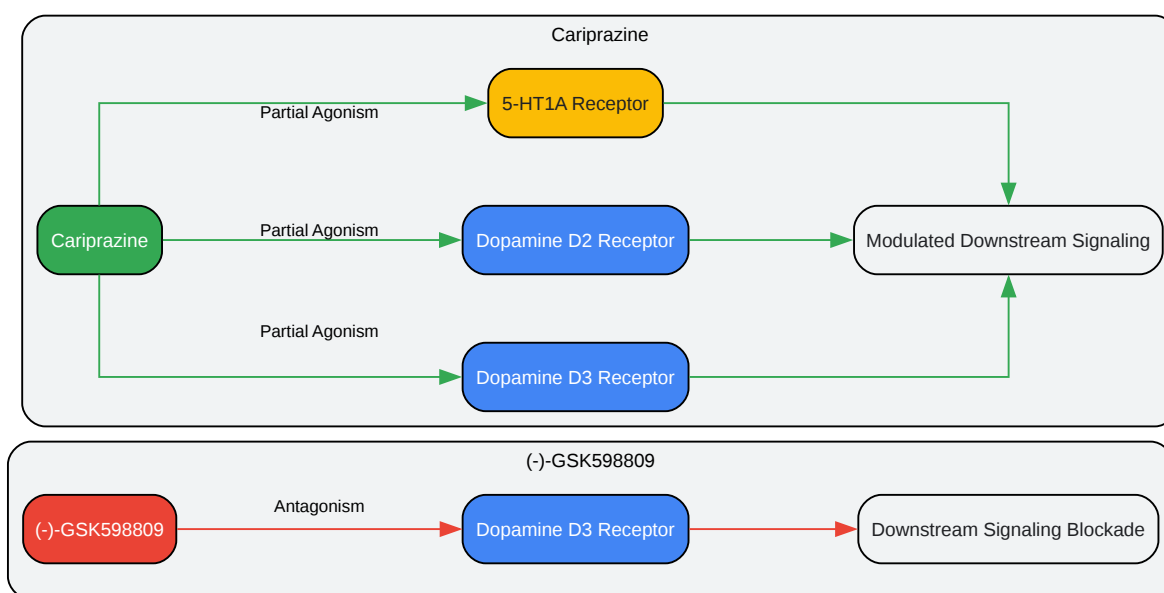 Cariprazine
Partial Agonism
5-HT1A Receptor
Cariprazine
Partial Agonism
Dopamine D2 Receptor
Modulated Downstream Signaling
Partial Agonism
Dopamine D3 Receptor
(-)-GSK598809
(-)-GSK598809
Antagonism
Dopamine D3 Receptor
Downstream Signaling Blockade